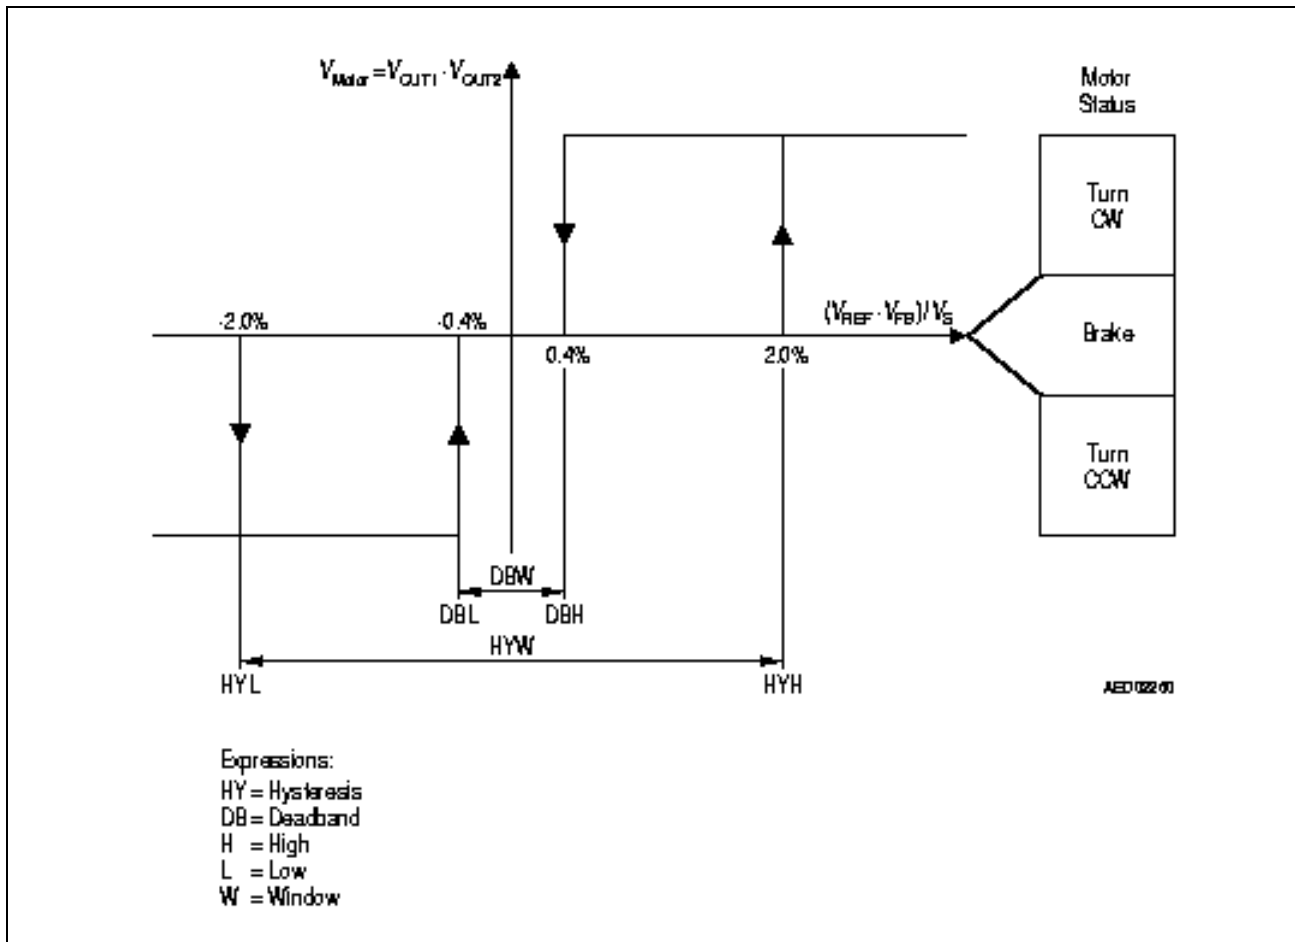 V_Motor = V_OUT1 - V_OUT2
Motor
Status
Turn
CW
-2.0%
-0.4%
(V_REF - V_FB) / V_S
Brake
0.4%
2.0%
Turn
CCW
DBW
DBL
DBH
HYW
HYL
HYH
AED02260
Expressions:
HY = Hysteresis
DB = Deadband
H = High
L = Low
W = Window